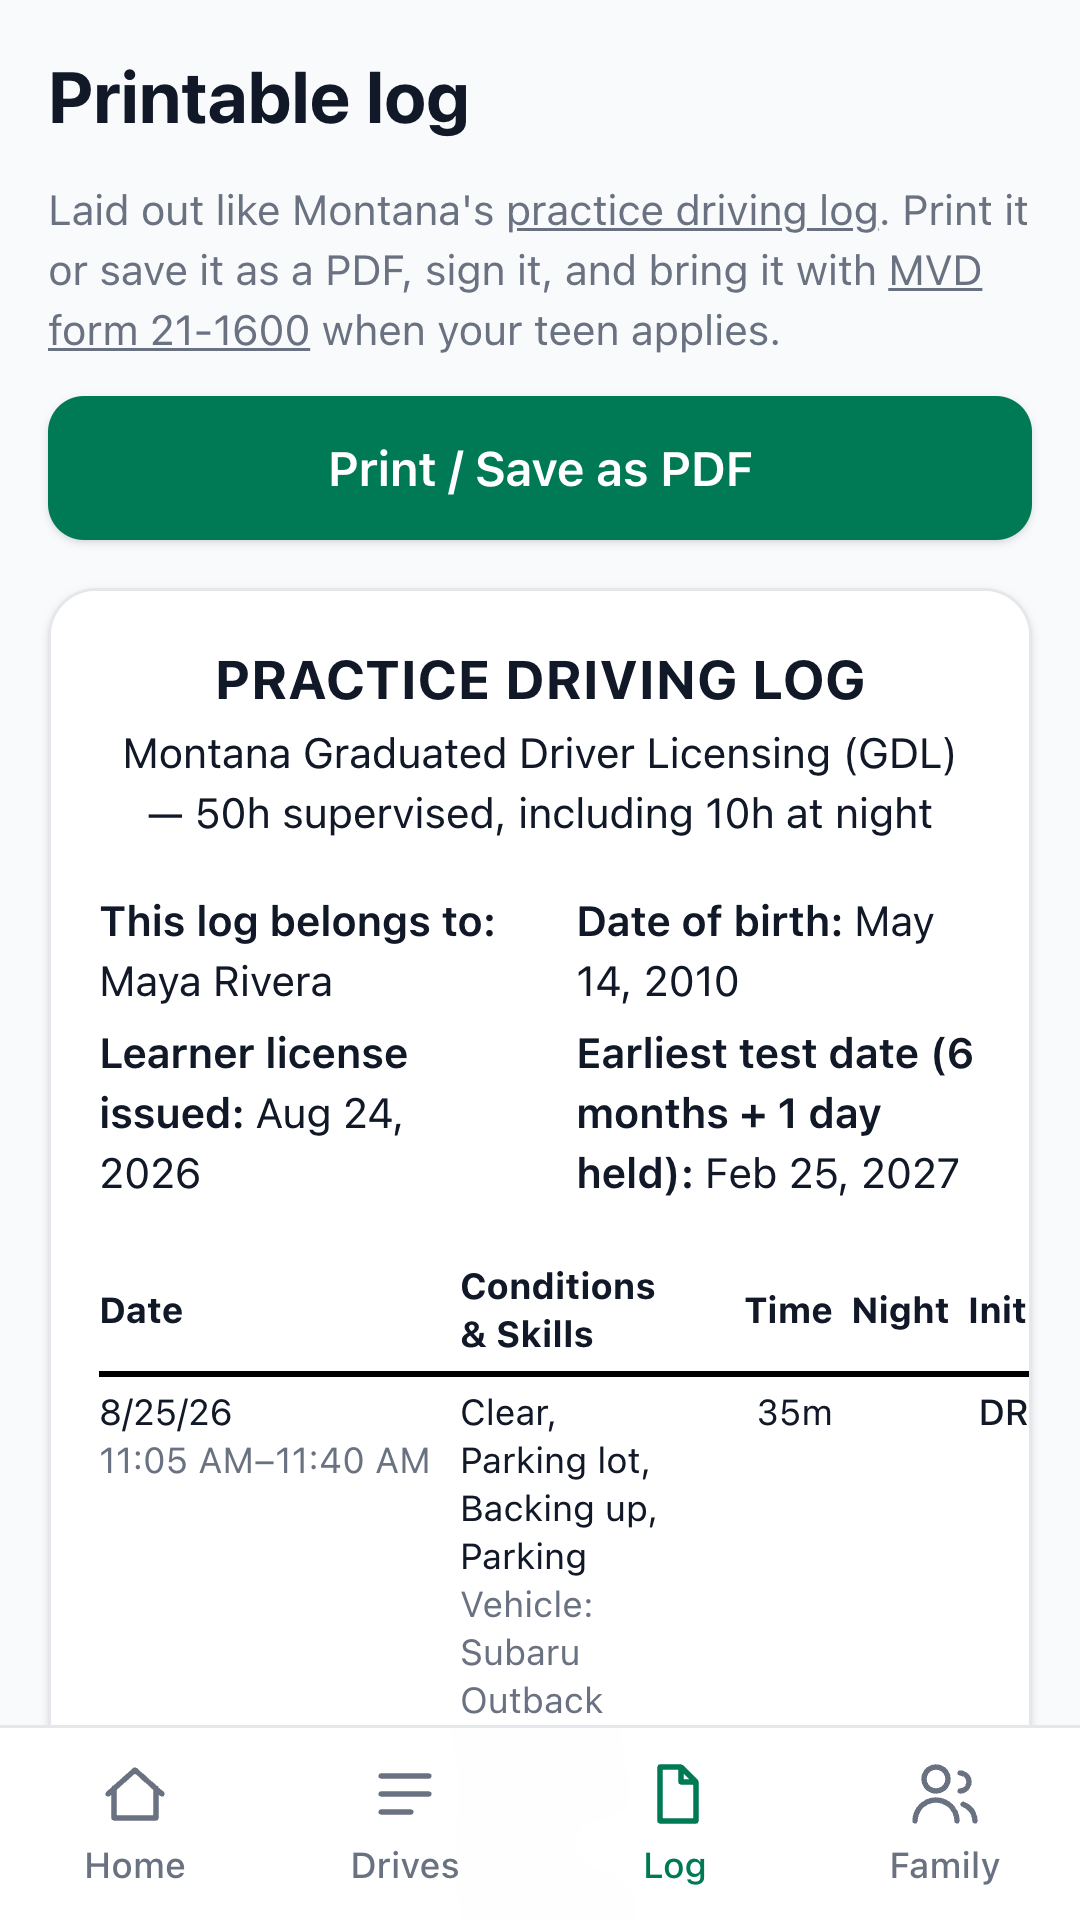 Printable log
Laid out like Montana's practice driving log. Print it
or save it as a PDF, sign it, and bring it with MVD
form 21-1600 when your teen applies.
Print / Save as PDF
PRACTICE DRIVING LOG
Montana Graduated Driver Licensing (GDL)
— 50h supervised, including 10h at night
This log belongs to:
Maya Rivera
Date of birth: May
14, 2010
Learner license
issued: Aug 24,
2026
Earliest test date (6
months + 1 day
held): Feb 25, 2027
Date
Conditions
& Skills
Time
Night
Init
8/25/26
11:05 AM–11:40 AM
Clear,
Parking lot,
Backing up,
Parking
Vehicle:
Subaru
Outback
35m
DR
Home
Drives
Log
Family